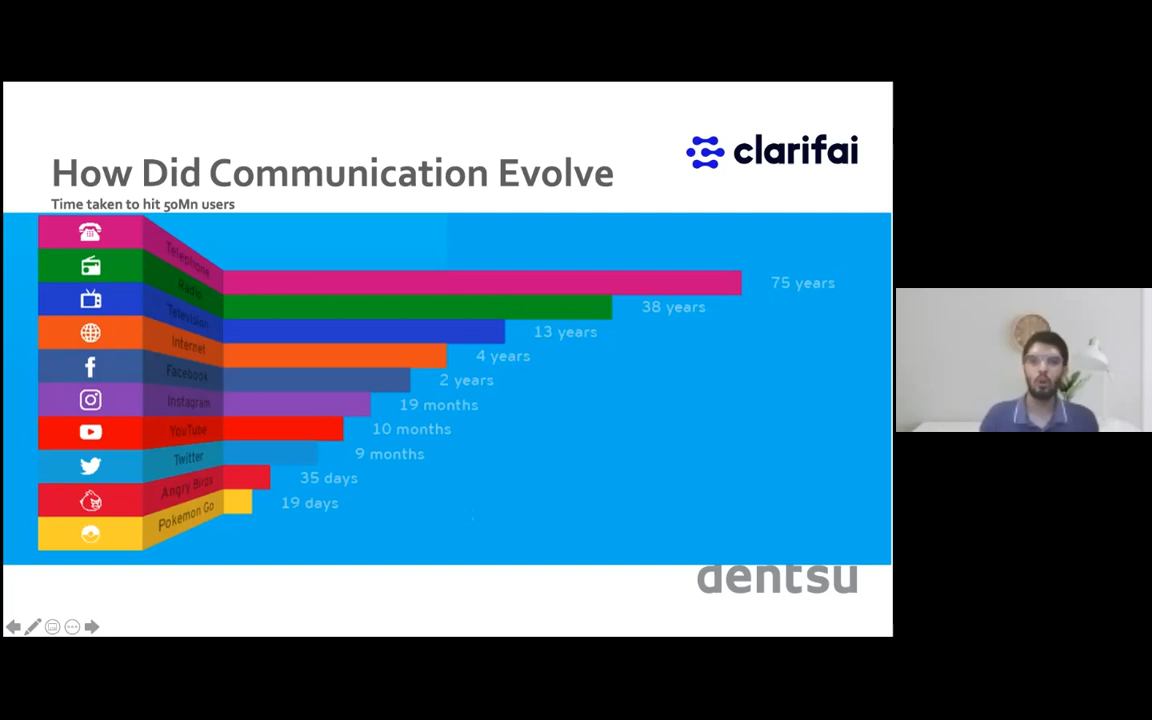 clarifai
How Did Communication Evolve
Time taken to hit 50Mn users
Telephone
75 years
Radio
38 years
Television
13 years
Internet
4 years
Facebook
2 years
Instagram
19 months
YouTube
10 months
Twitter
9 months
Angry Birds
35 days
Pokemon Go
19 days
dentsu